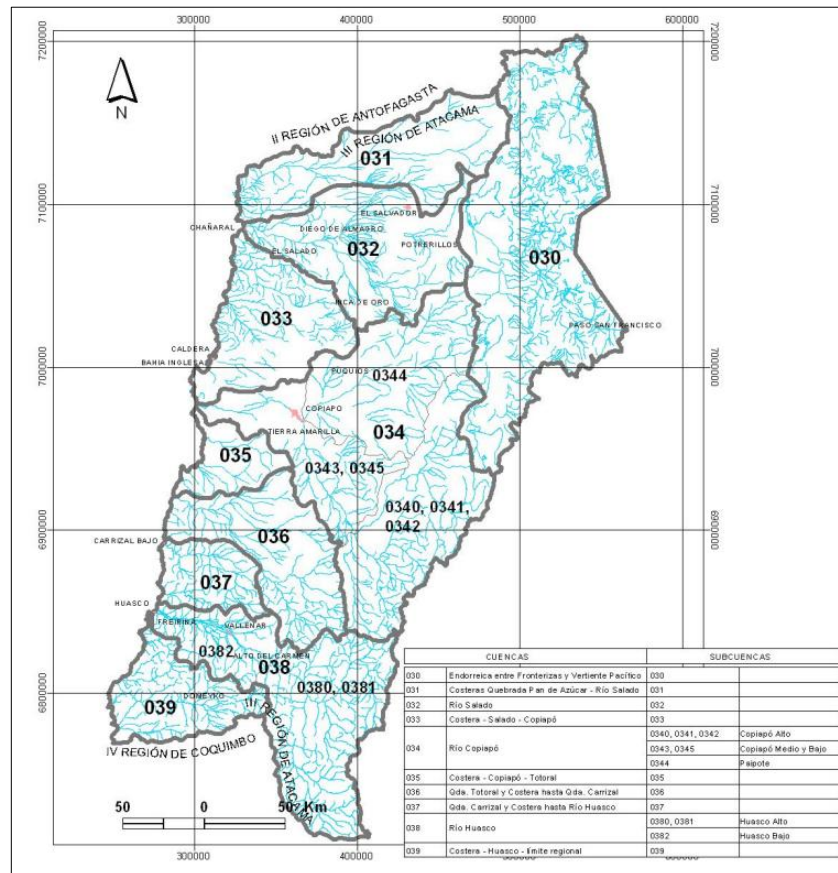 300000 400000 500000 600000
7200000 7200000
N
II REGIÓN DE ANTOFAGASTA
III REGIÓN DE ATACAMA
031
7100000 7100000
EL SALVADOR
CHAÑARAL
DIEGO DE ALMAGRO
032
POTRERILLOS
EL SALADO
030
INCA DE ORO
033
PASO SAN FRANCISCO
CALDERA
BAHIA INGLESA
7000000 7000000
PUQUIOS
0344
COPIAPO
TIERRA AMARILLA
034
035
0343, 0345
0340, 0341,
0342
036
6900000 6900000
CARRIZAL BAJO
037
HUASCO
FREIRINA
VALLENAR
0382
ALTO DEL CARMEN
038
0380, 0381
DOMEYKO
6800000
039
III REGIÓN DE ATACAMA
IV REGIÓN DE COQUIMBO
50 0 50 Km
300000 400000 500000 600000
CUENCAS SUBCUENCAS
030 Endorreica entre Fronterizas y Vertiente Pacífico 030
031 Costeras Quebrada Pan de Azúcar - Río Salado 031
032 Río Salado 032
033 Costera - Salado - Copiapó 033
034 Río Copiapó 0340, 0341, 0342 Copiapó Alto
0343, 0345 Copiapó Medio y Bajo
0344 Paipote
035 Costera - Copiapó - Totoral 035
036 Qda. Totoral y Costera hasta Qda. Carrizal 036
037 Qda. Carrizal y Costera hasta Río Huasco 037
038 Río Huasco 0380, 0381 Huasco Alto
0382 Huasco Bajo
039 Costera - Huasco - límite regional 039